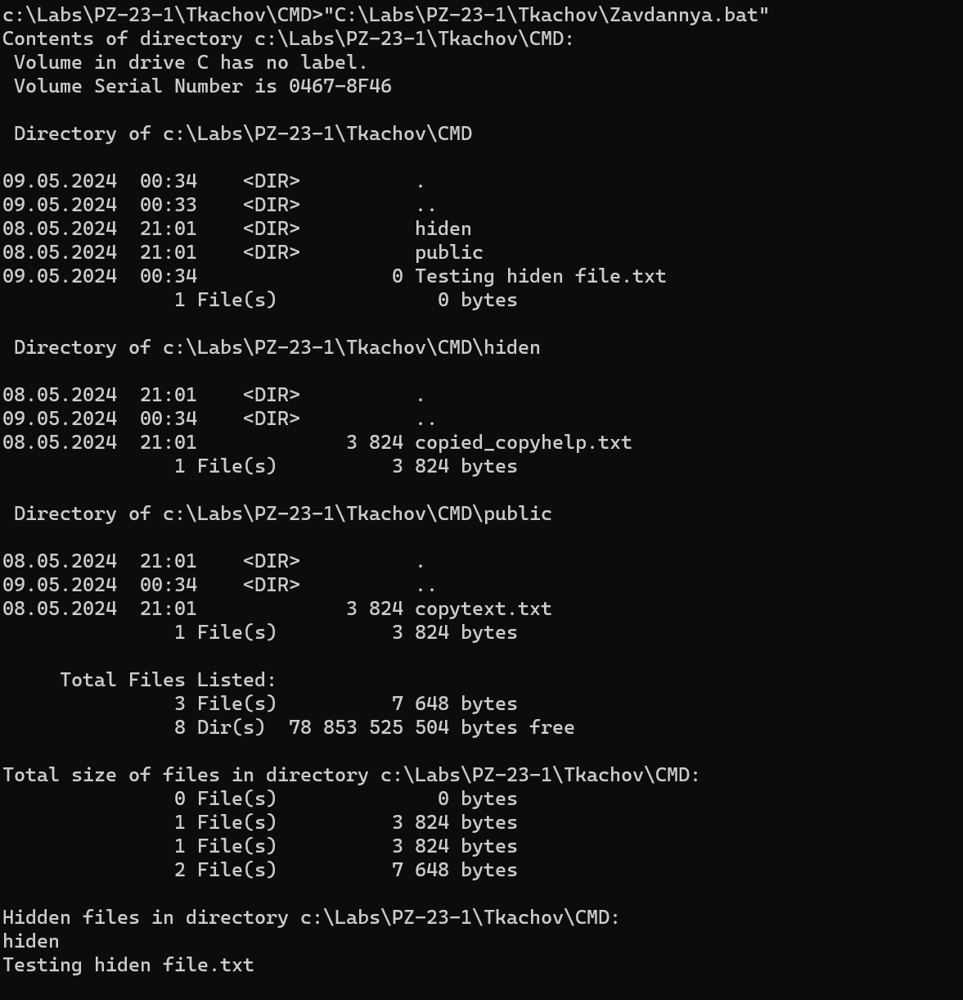 c:\Labs\PZ-23-1\Tkachov\CMD>"C:\Labs\PZ-23-1\Tkachov\Zavdannya.bat"
Contents of directory c:\Labs\PZ-23-1\Tkachov\CMD:
 Volume in drive C has no label.
 Volume Serial Number is 0467-8F46

 Directory of c:\Labs\PZ-23-1\Tkachov\CMD

09.05.2024  00:34    <DIR>          .
09.05.2024  00:33    <DIR>          ..
08.05.2024  21:01    <DIR>          hiden
08.05.2024  21:01    <DIR>          public
09.05.2024  00:34                 0 Testing hiden file.txt
               1 File(s)              0 bytes

 Directory of c:\Labs\PZ-23-1\Tkachov\CMD\hiden

08.05.2024  21:01    <DIR>          .
09.05.2024  00:34    <DIR>          ..
08.05.2024  21:01             3 824 copied_copyhelp.txt
               1 File(s)          3 824 bytes

 Directory of c:\Labs\PZ-23-1\Tkachov\CMD\public

08.05.2024  21:01    <DIR>          .
09.05.2024  00:34    <DIR>          ..
08.05.2024  21:01             3 824 copytext.txt
               1 File(s)          3 824 bytes

     Total Files Listed:
               3 File(s)          7 648 bytes
               8 Dir(s)  78 853 525 504 bytes free

Total size of files in directory c:\Labs\PZ-23-1\Tkachov\CMD:
               0 File(s)              0 bytes
               1 File(s)          3 824 bytes
               1 File(s)          3 824 bytes
               2 File(s)          7 648 bytes

Hidden files in directory c:\Labs\PZ-23-1\Tkachov\CMD:
hiden
Testing hiden file.txt